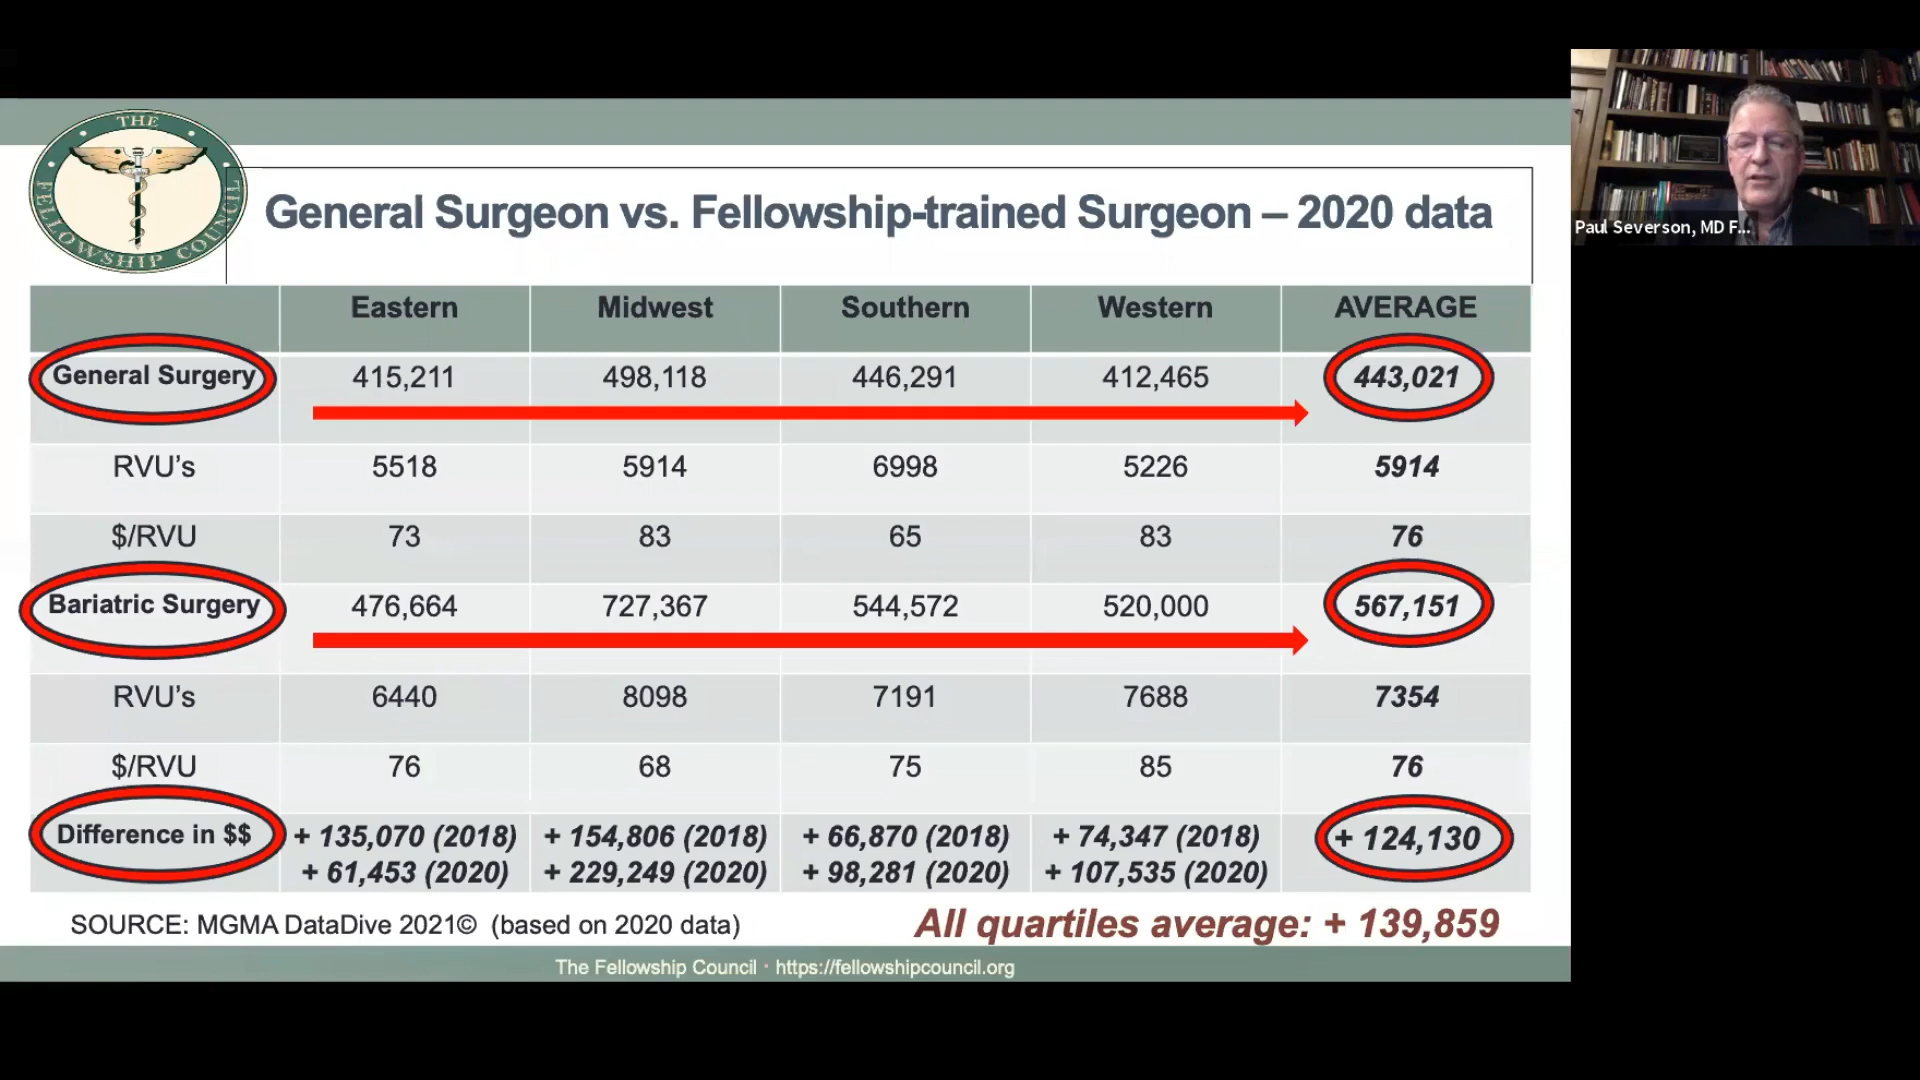 THE FELLOWSHIP COUNCIL
General Surgeon vs. Fellowship-trained Surgeon – 2020 data
Paul Severson, MD F...
Eastern Midwest Southern Western AVERAGE
General Surgery 415,211 498,118 446,291 412,465 443,021
RVU's 5518 5914 6998 5226 5914
$/RVU 73 83 65 83 76
Bariatric Surgery 476,664 727,367 544,572 520,000 567,151
RVU's 6440 8098 7191 7688 7354
$/RVU 76 68 75 85 76
Difference in $$ + 135,070 (2018) + 154,806 (2018) + 66,870 (2018) + 74,347 (2018) + 124,130
+ 61,453 (2020) + 229,249 (2020) + 98,281 (2020) + 107,535 (2020)
SOURCE: MGMA DataDive 2021© (based on 2020 data) All quartiles average: + 139,859
The Fellowship Council · https://fellowshipcouncil.org